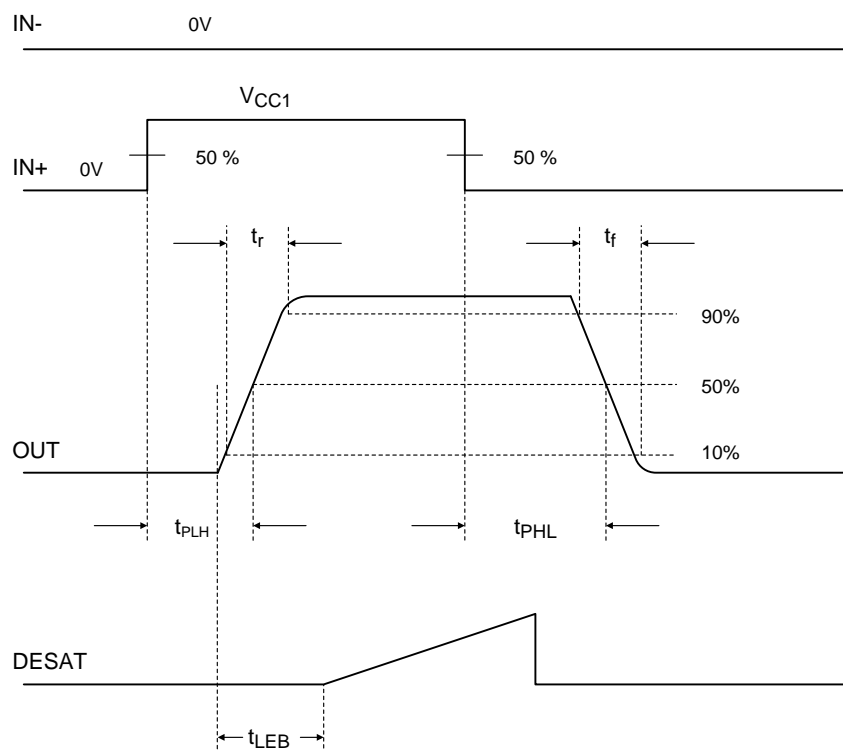 IN- 0V
VCC1
IN+ 0V 50 % 50 %
tr tf
90%
50%
OUT 10%
tPLH tPHL
DESAT
tLEB